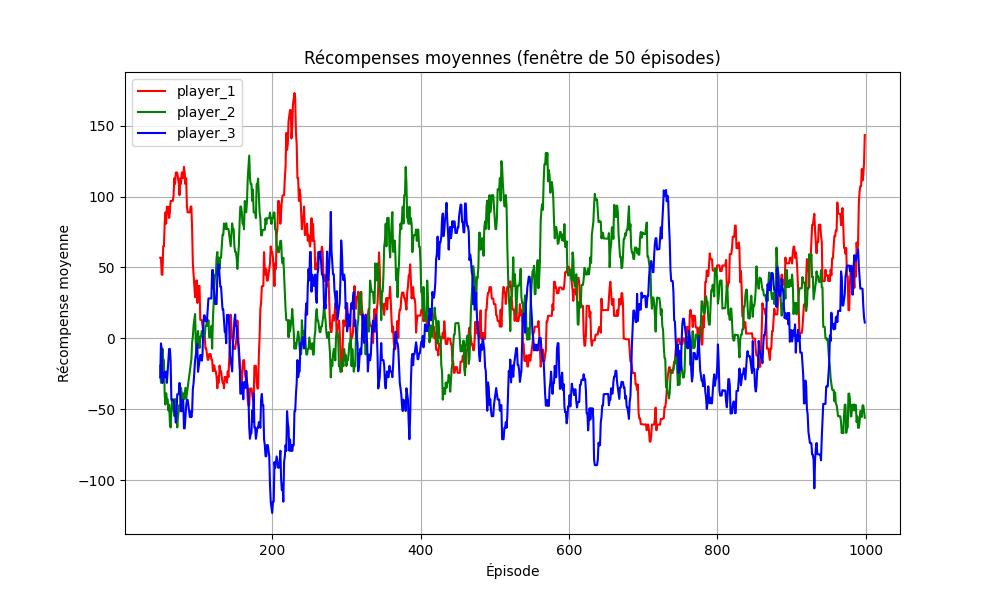 Récompenses moyennes (fenêtre de 50 épisodes)
player_1
player_2
player_3
Récompense moyenne
150
100
50
0
−50
−100
200
400
600
800
1000
Épisode